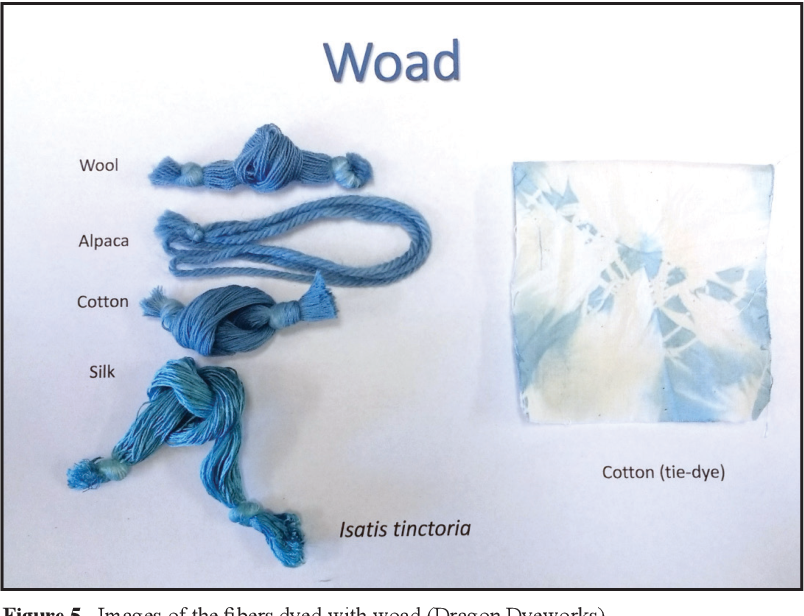 Woad
Wool
Alpaca
Cotton
Silk
Cotton (tie-dye)
Isatis tinctoria
Figure 5. Images of the fibers dyed with woad (Dragon Dyeworks)